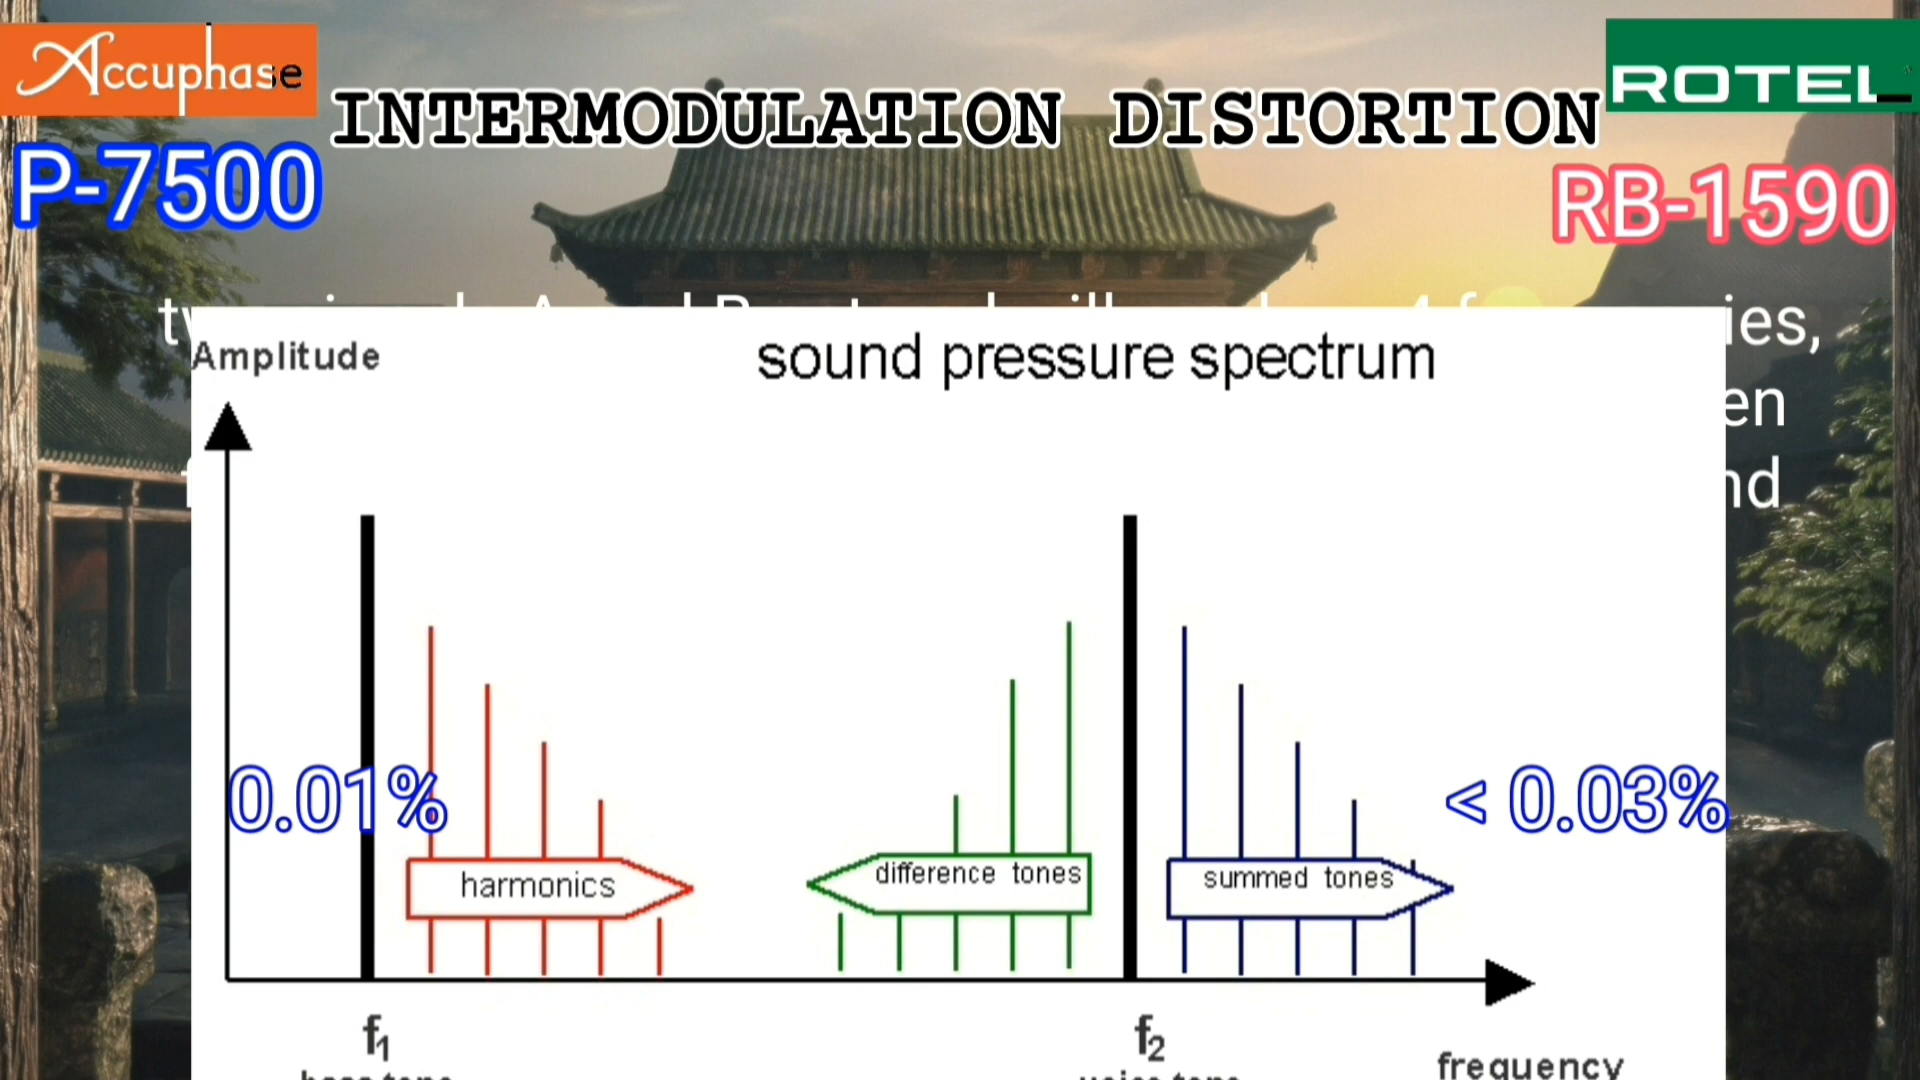 Accuphase
ROTEL
INTERMODULATION DISTORTION
P-7500
RB-1590
ies,
en
nd
Amplitude
sound pressure spectrum
0.01%
< 0.03%
harmonics
difference tones
summed tones
f1
f2
frequency